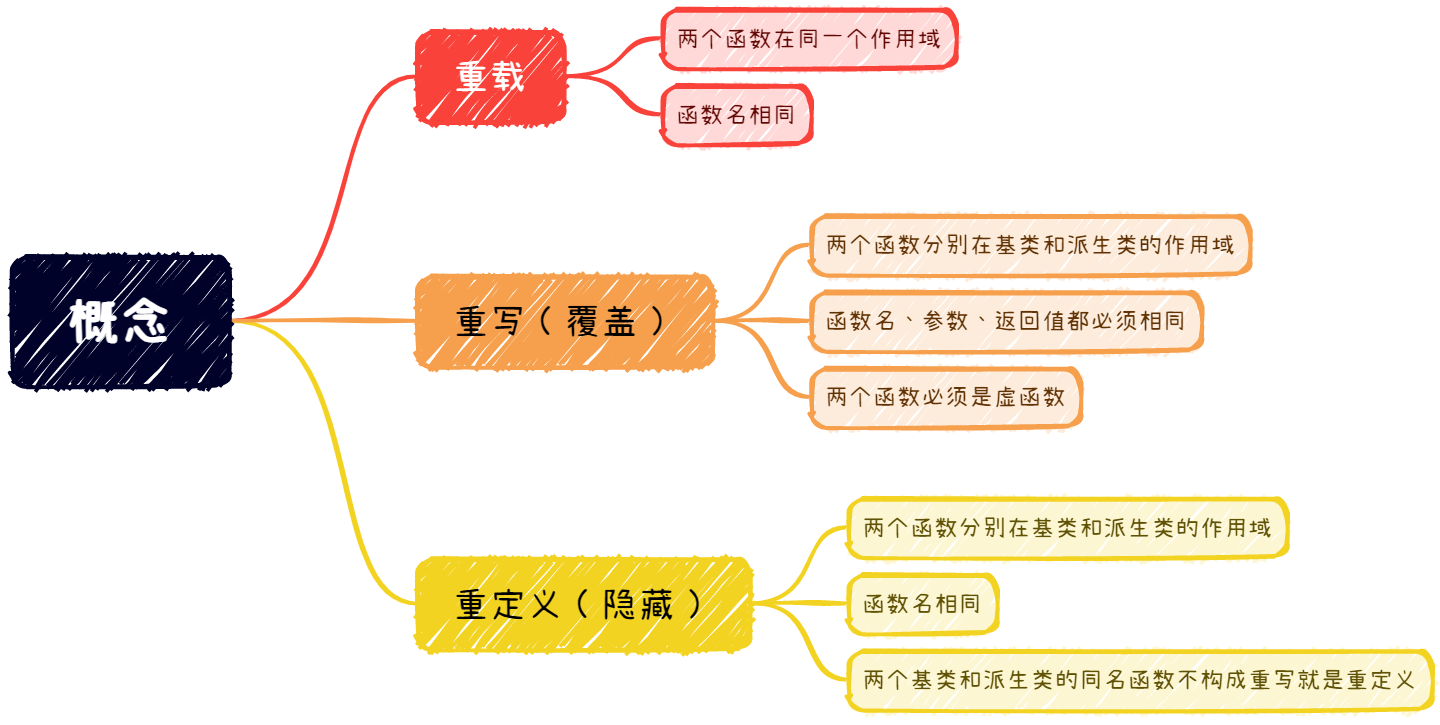 概念
重载
两个函数在同一个作用域
函数名相同
重写（覆盖）
两个函数分别在基类和派生类的作用域
函数名、参数、返回值都必须相同
两个函数必须是虚函数
重定义（隐藏）
两个函数分别在基类和派生类的作用域
函数名相同
两个基类和派生类的同名函数不构成重写就是重定义